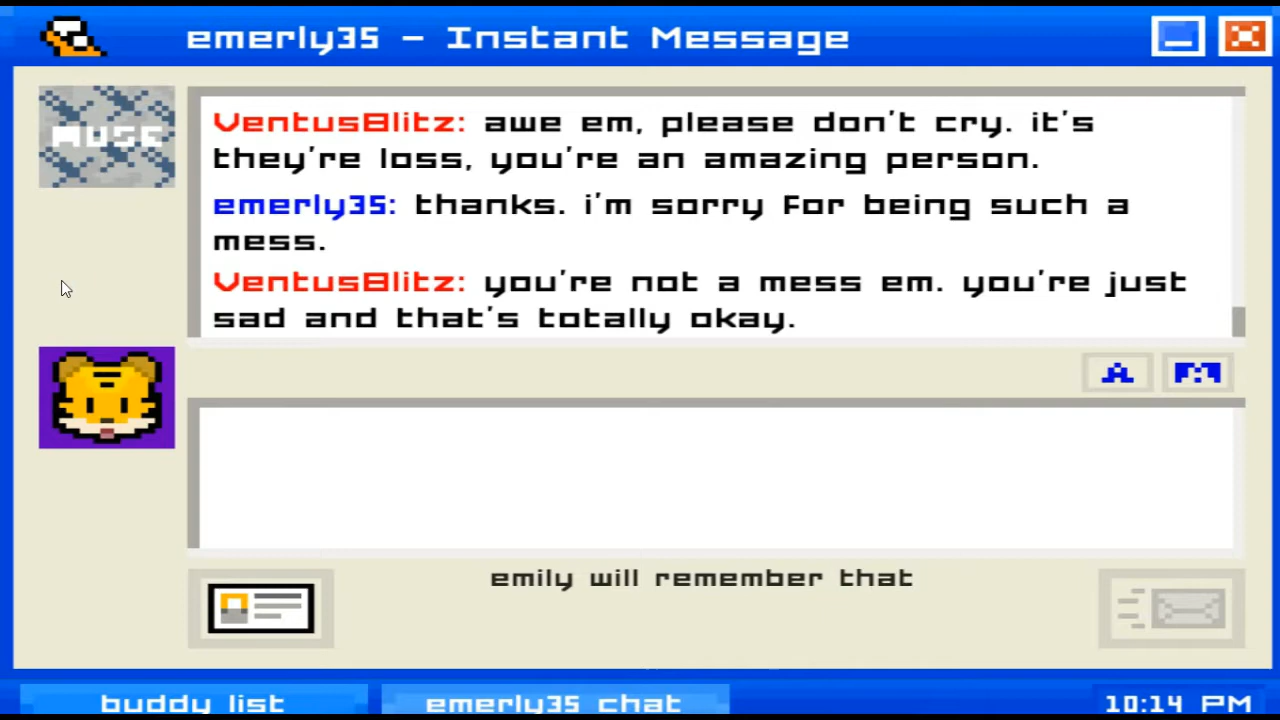 emerly35 - Instant Message
MUSE
VentusBlitz: awe em, please don't cry. it's
they're loss, you're an amazing person.
emerly35: thanks. i'm sorry for being such a
mess.
VentusBlitz: you're not a mess em. you're just
sad and that's totally okay.
A
emily will remember that
buddy list
emerly35 chat
10:14 PM